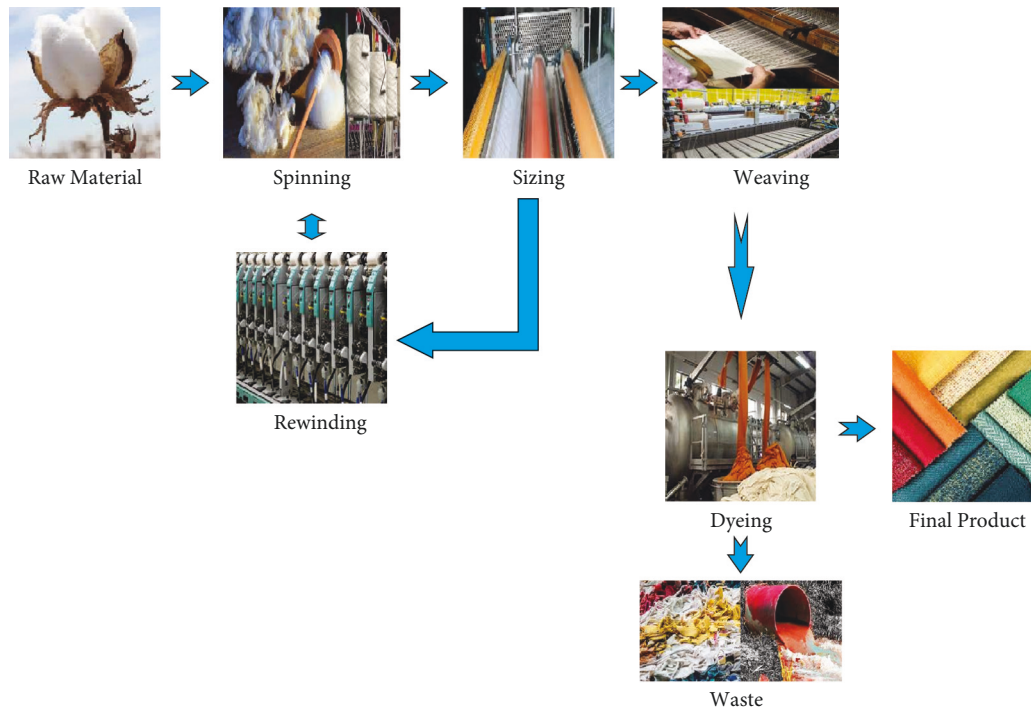 Raw Material
Spinning
Sizing
Weaving
Rewinding
Dyeing
Final Product
Waste